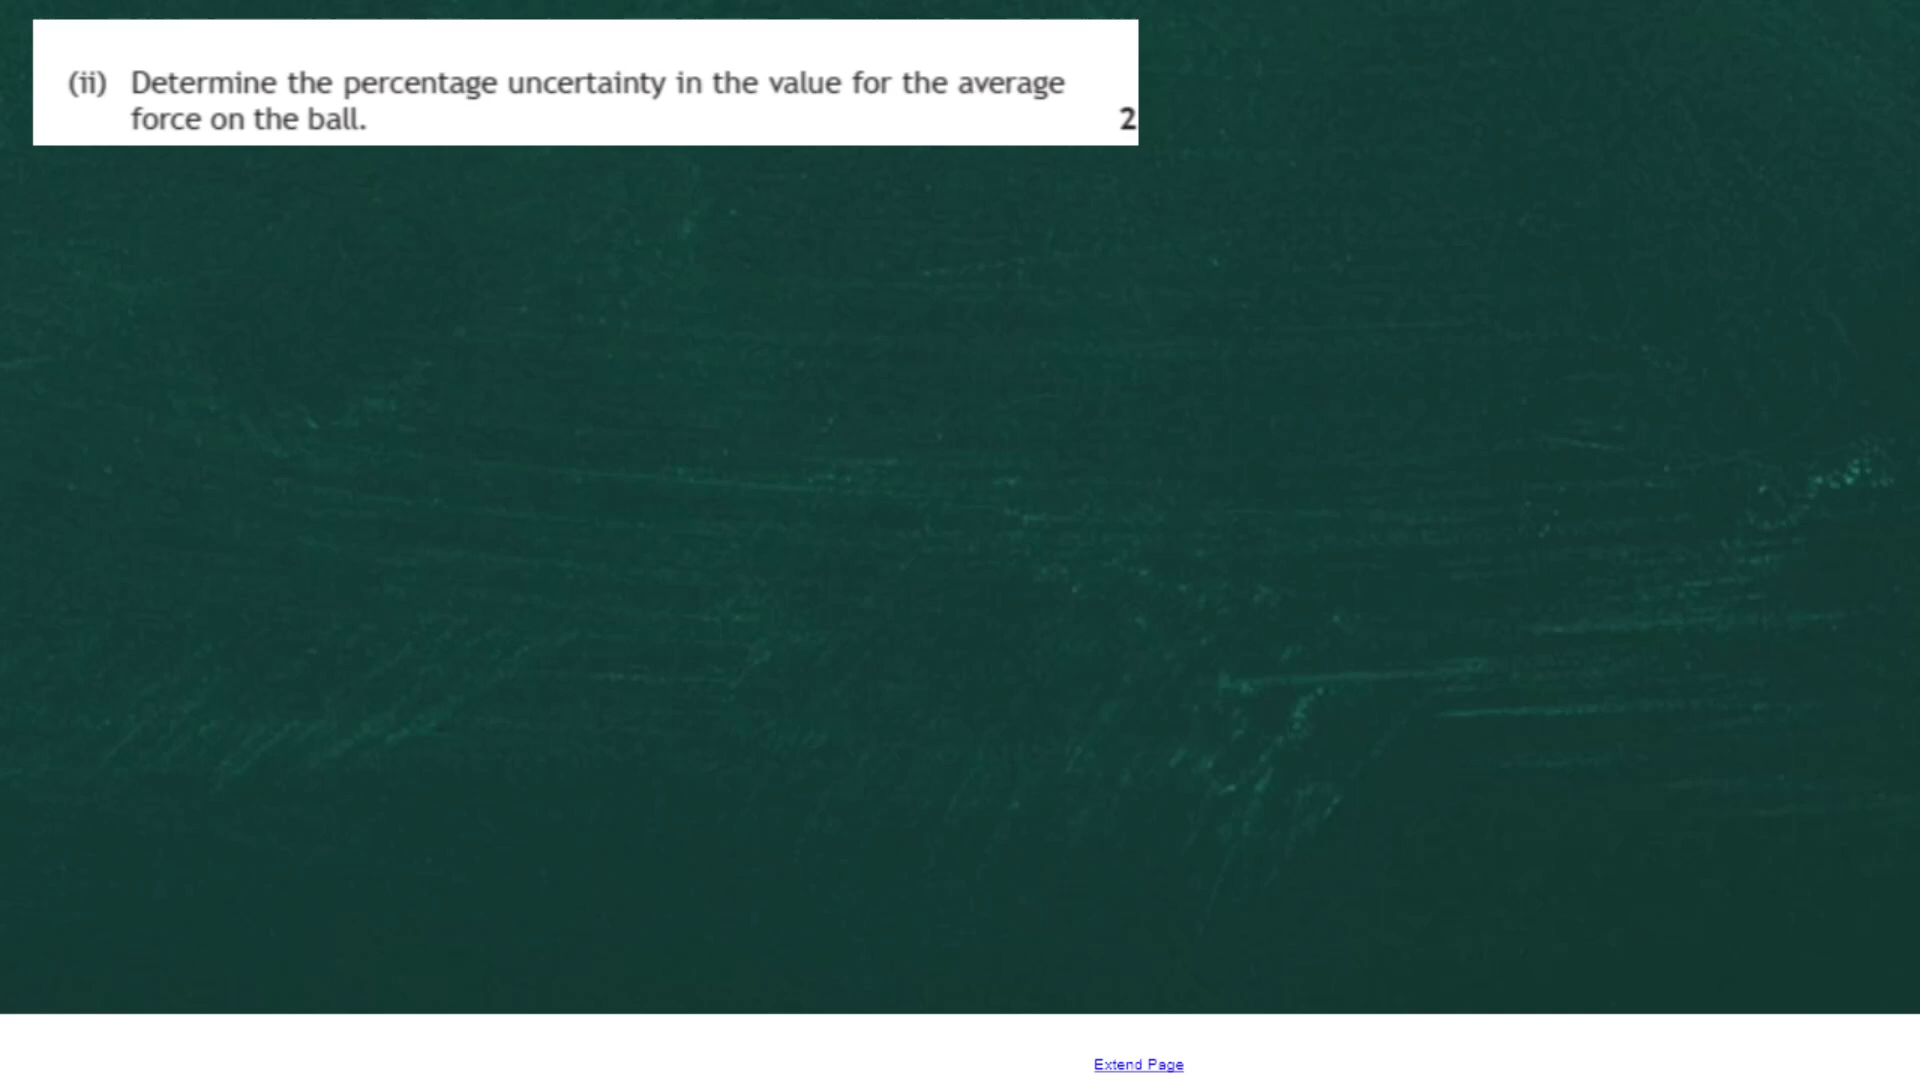 (ii) Determine the percentage uncertainty in the value for the average
force on the ball. 2
Extend Page